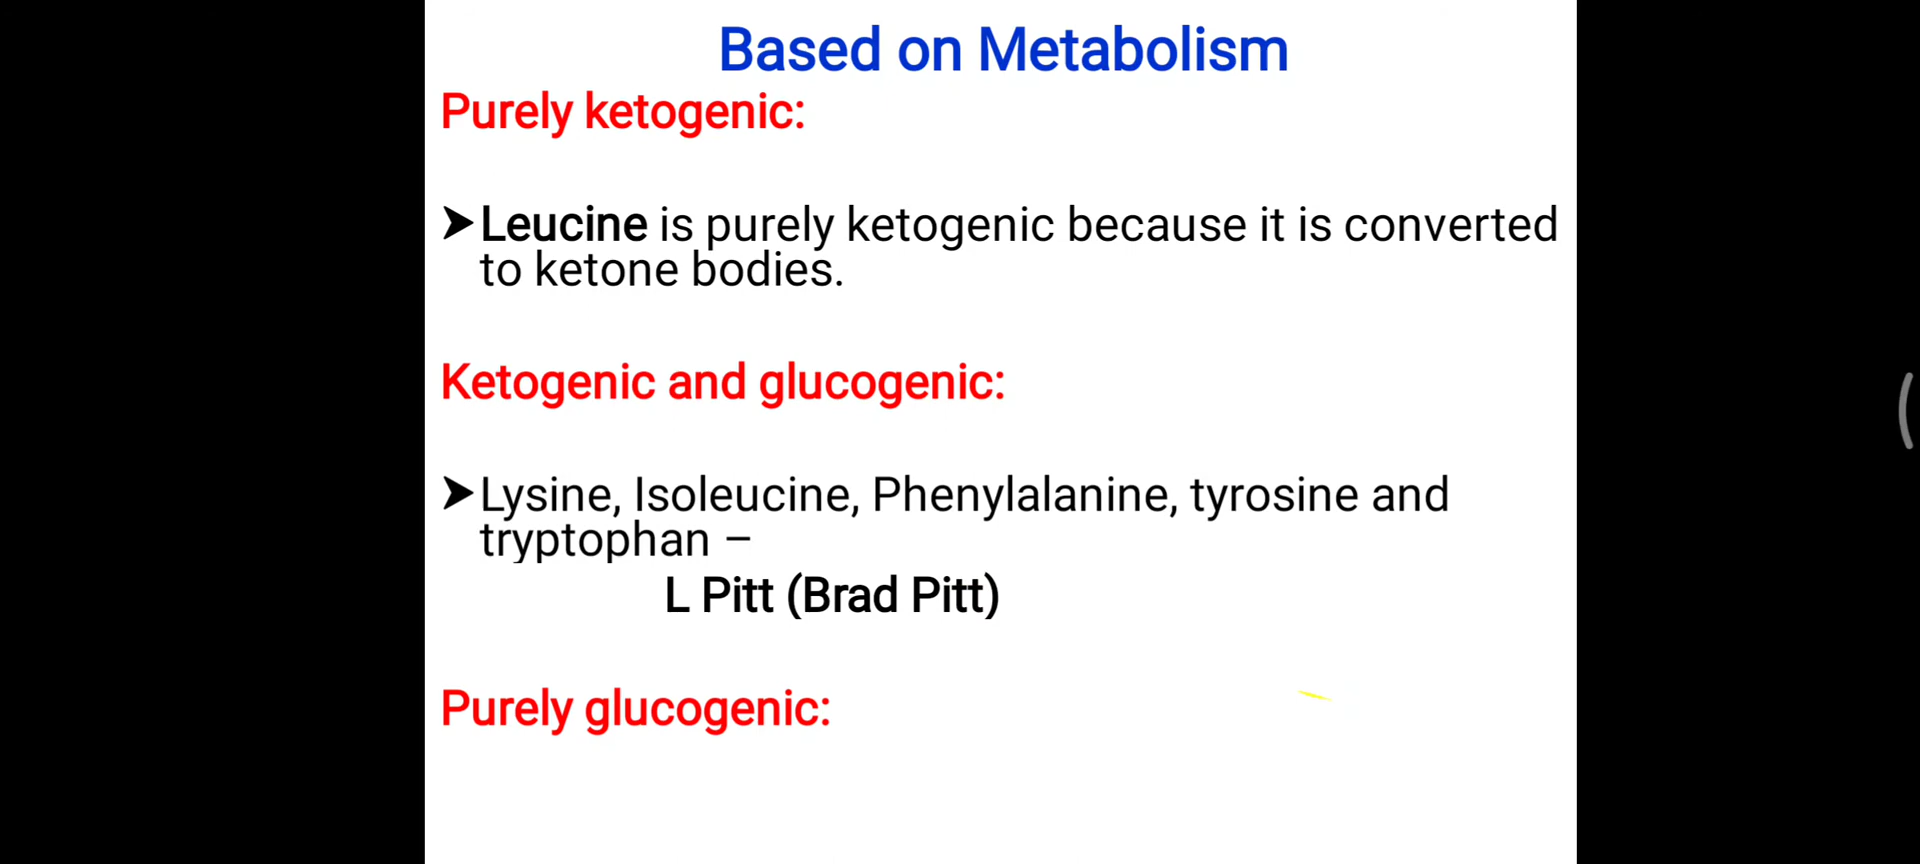 Based on Metabolism
Purely ketogenic:
➤Leucine is purely ketogenic because it is converted
to ketone bodies.
Ketogenic and glucogenic:
➤Lysine, Isoleucine, Phenylalanine, tyrosine and
tryptophan –
L Pitt (Brad Pitt)
Purely glucogenic: